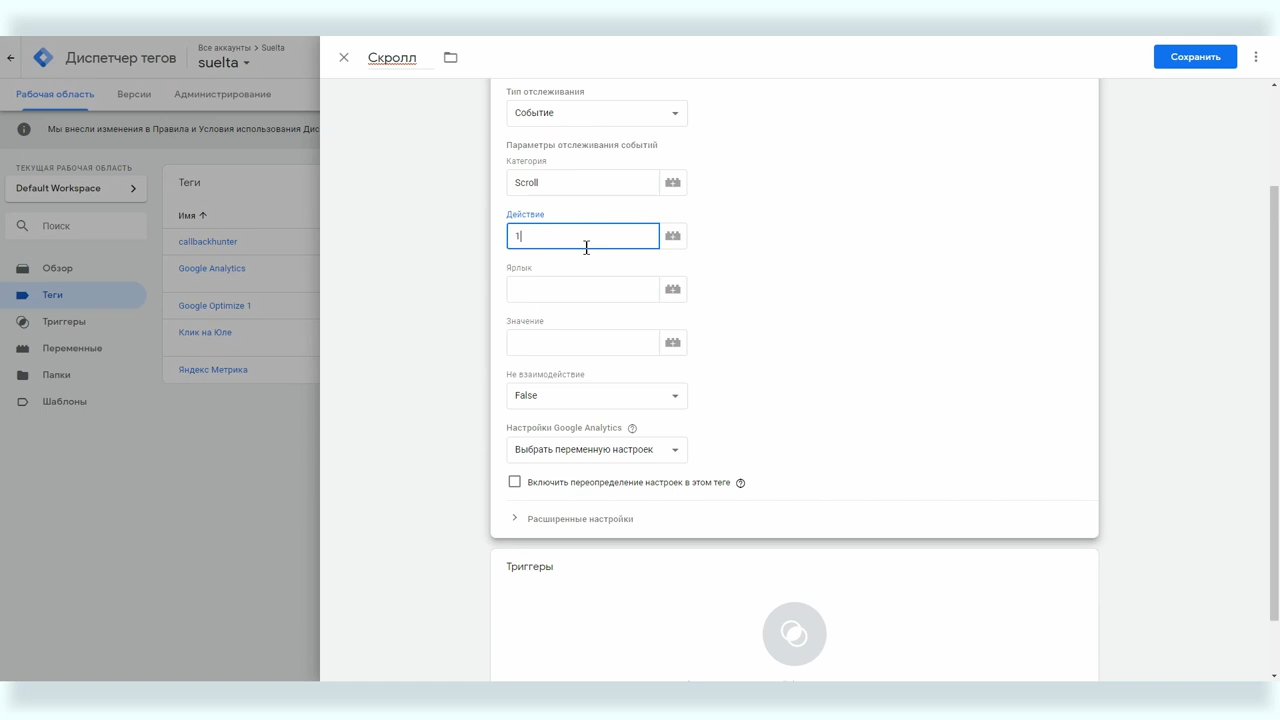 Диспетчер тегов
Все аккаунты > Suelta
suelta
Скролл
Сохранить
Рабочая область
Версии
Администрирование
Мы внесли изменения в Правила и Условия использования Дис
ТЕКУЩАЯ РАБОЧАЯ ОБЛАСТЬ
Default Workspace
Поиск
Обзор
Теги
Триггеры
Переменные
Папки
Шаблоны
Теги
Имя
callbackhunter
Google Analytics
Google Optimize 1
Клик на Юле
Яндекс Метрика
Тип отслеживания
Событие
Параметры отслеживания событий
Категория
Scroll
Действие
1
Ярлык
Значение
Не взаимодействие
False
Настройки Google Analytics
Выбрать переменную настроек
Включить переопределение настроек в этом теге
Расширенные настройки
Триггеры